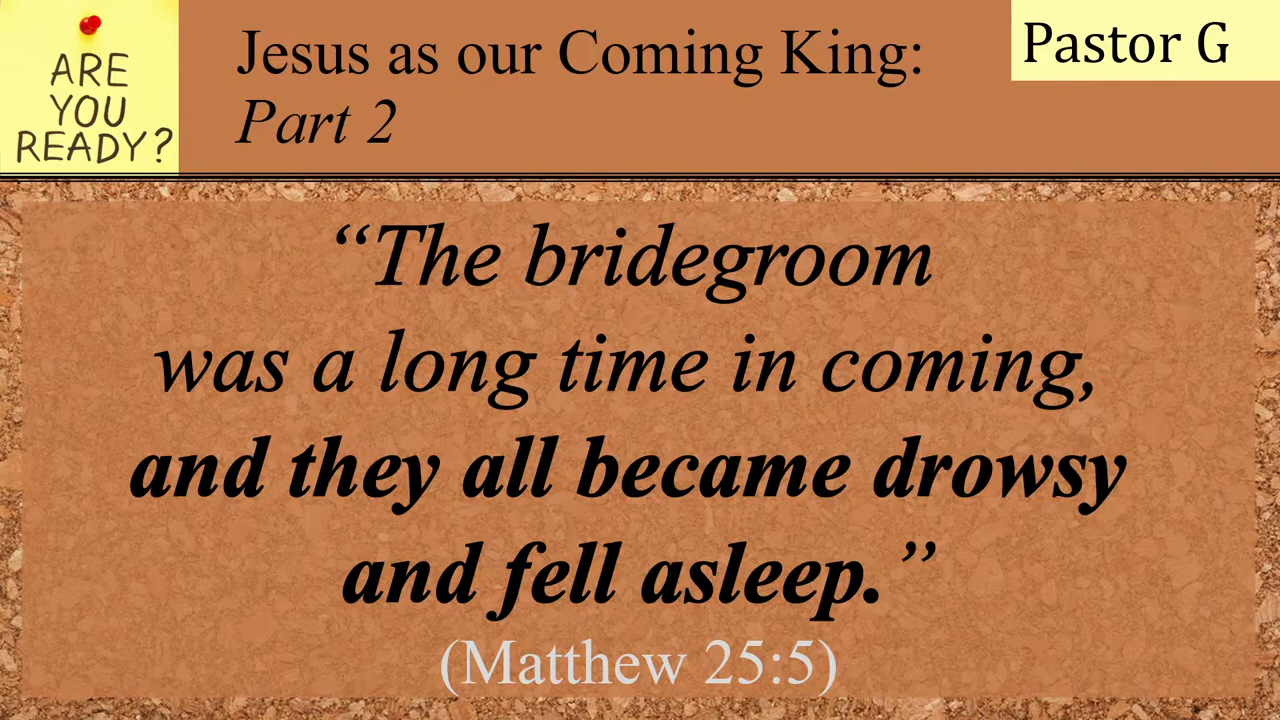 ARE
YOU
READY?
Jesus as our Coming King:
Part 2
Pastor G
“The bridegroom
was a long time in coming,
and they all became drowsy
and fell asleep.”
(Matthew 25:5)